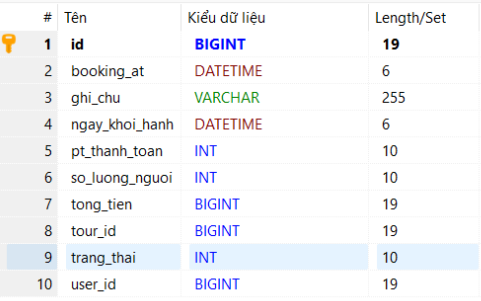 # Tên Kiểu dữ liệu Length/Set
1 id BIGINT 19
2 booking_at DATETIME 6
3 ghi_chu VARCHAR 255
4 ngay_khoi_hanh DATETIME 6
5 pt_thanh_toan INT 10
6 so_luong_nguoi INT 10
7 tong_tien BIGINT 19
8 tour_id BIGINT 19
9 trang_thai INT 10
10 user_id BIGINT 19